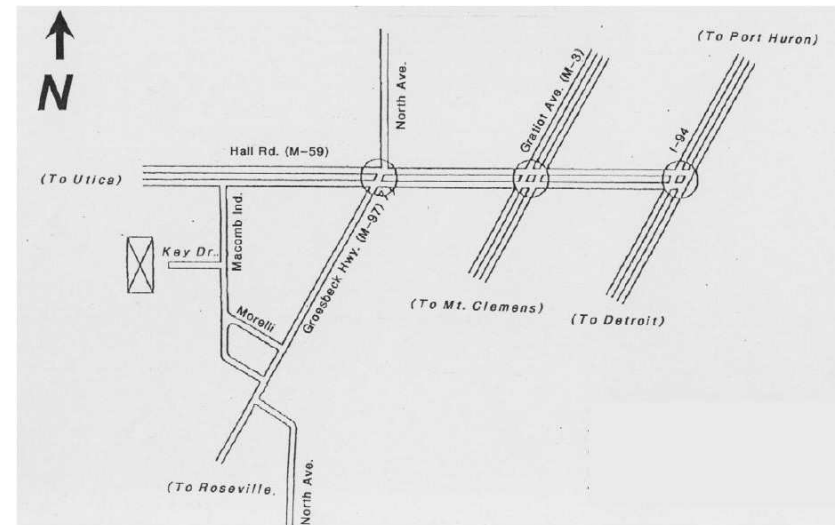 (To Port Huron)
N
North Ave.
Gratiot Ave. (M-3)
I-94
Hall Rd. (M-59)
(To Utica)
Macomb Ind.
Key Dr.
Groesbeck Hwy. (M-97)
Morelli
(To Mt. Clemens)
(To Detroit)
(To Roseville.
North Ave.